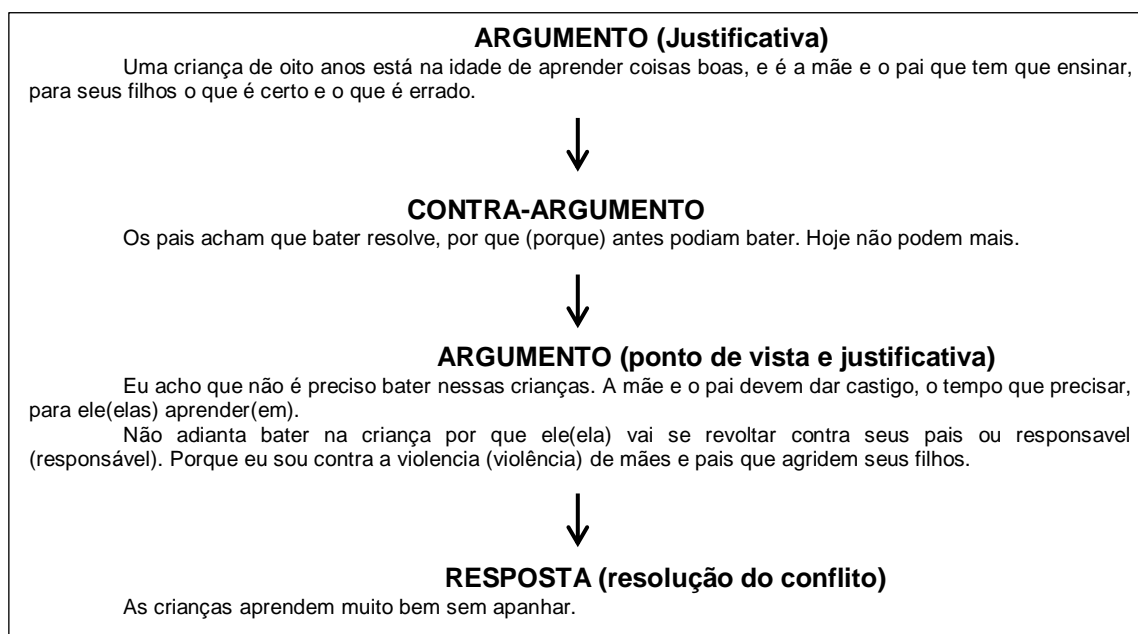 ARGUMENTO (Justificativa)
Uma criança de oito anos está na idade de aprender coisas boas, e é a mãe e o pai que tem que ensinar,
para seus filhos o que é certo e o que é errado.
CONTRA-ARGUMENTO
Os pais acham que bater resolve, por que (porque) antes podiam bater. Hoje não podem mais.
ARGUMENTO (ponto de vista e justificativa)
Eu acho que não é preciso bater nessas crianças. A mãe e o pai devem dar castigo, o tempo que precisar,
para ele(elas) aprender(em).
Não adianta bater na criança por que ele(ela) vai se revoltar contra seus pais ou responsavel
(responsável). Porque eu sou contra a violencia (violência) de mães e pais que agridem seus filhos.
RESPOSTA (resolução do conflito)
As crianças aprendem muito bem sem apanhar.